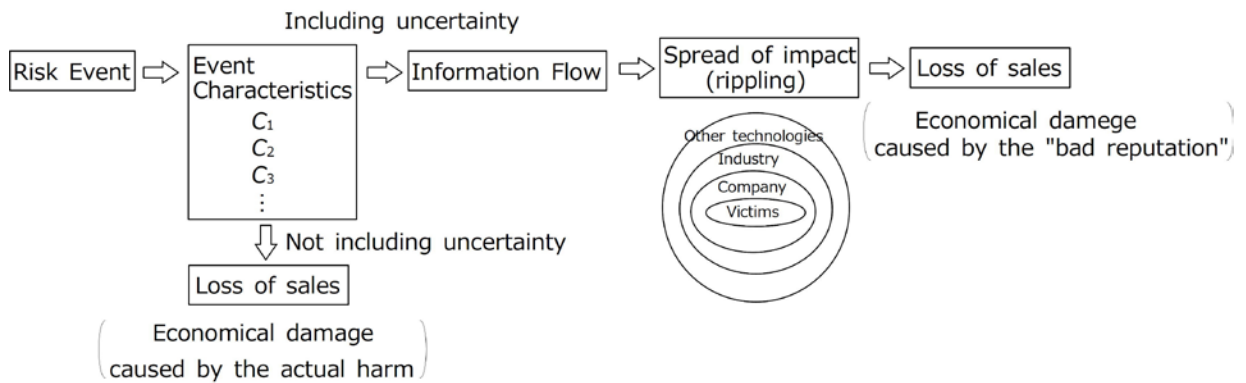 Including uncertainty
Risk Event
Event
Characteristics
C1
C2
C3
⋮
Information Flow
Spread of impact
(rippling)
Loss of sales
Economical damege
caused by the "bad reputation"
Other technologies
Industry
Company
Victims
Not including uncertainty
Loss of sales
Economical damage
caused by the actual harm